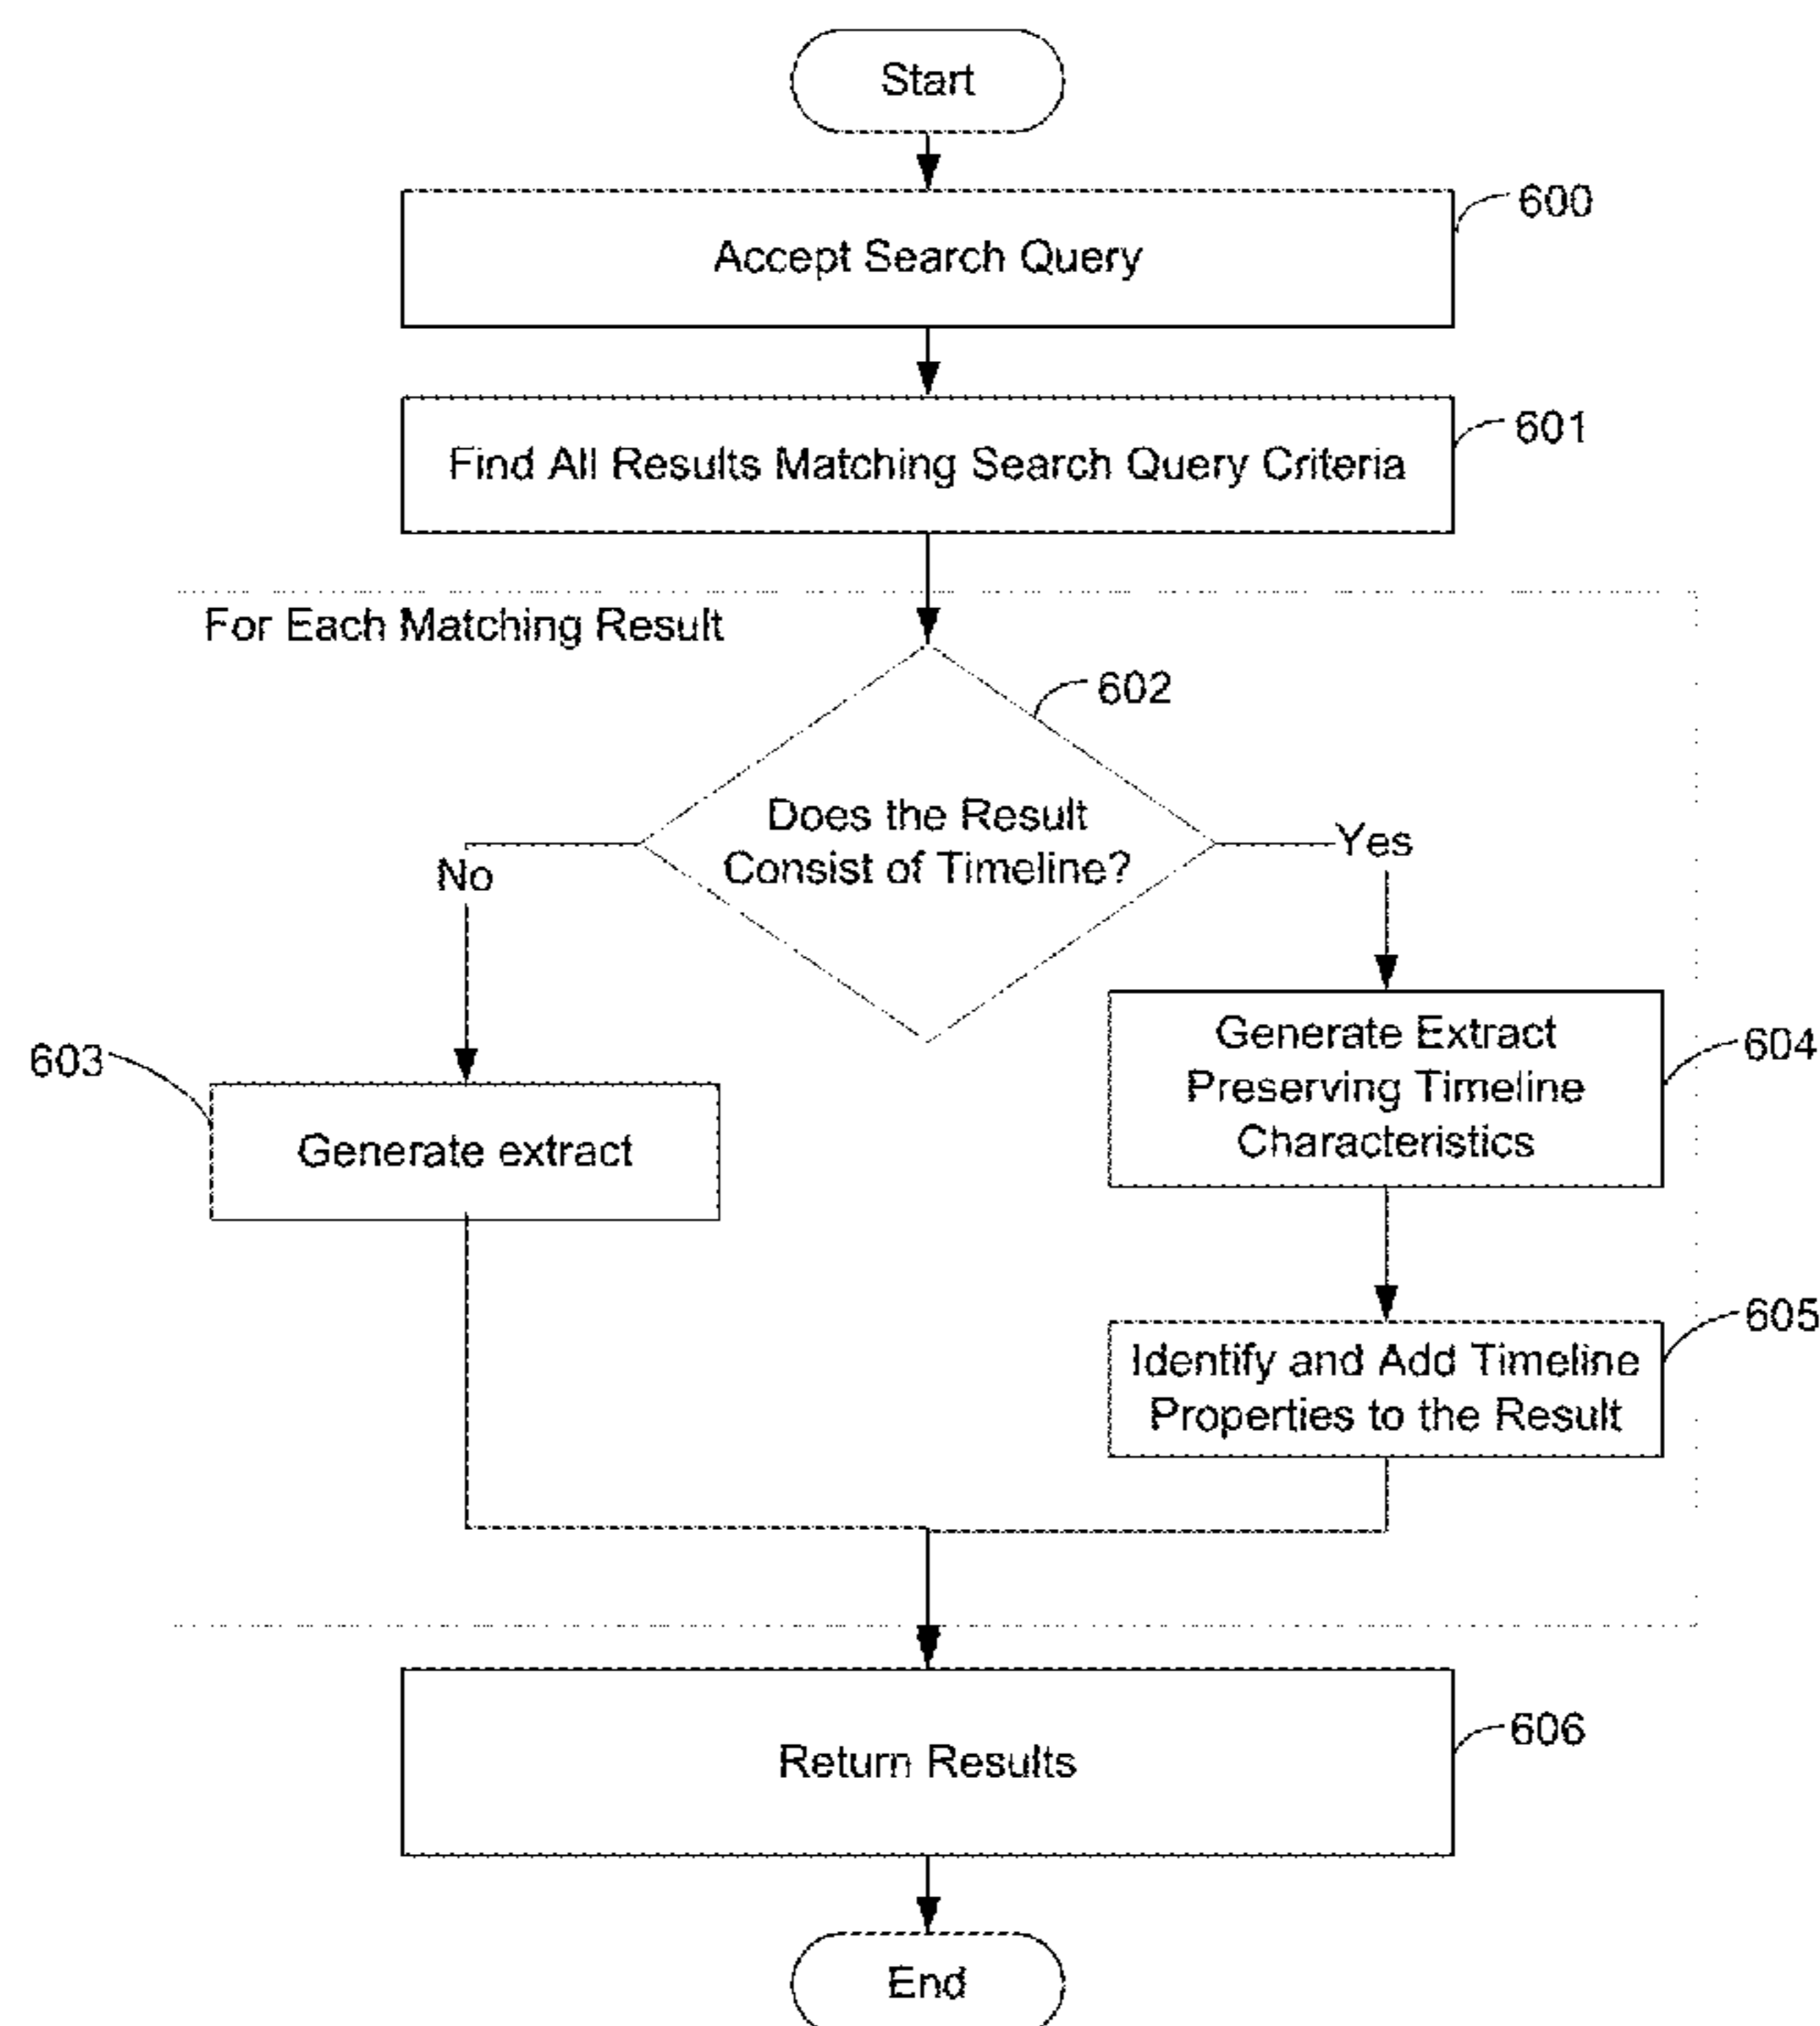 Start
600
Accept Search Query
601
Find All Results Matching Search Query Criteria
For Each Matching Result
602
Does the Result
Consist of Timeline?
No
Yes
603
Generate extract
Generate Extract
Preserving Timeline
Characteristics
604
605
Identify and Add Timeline
Properties to the Result
606
Return Results
End